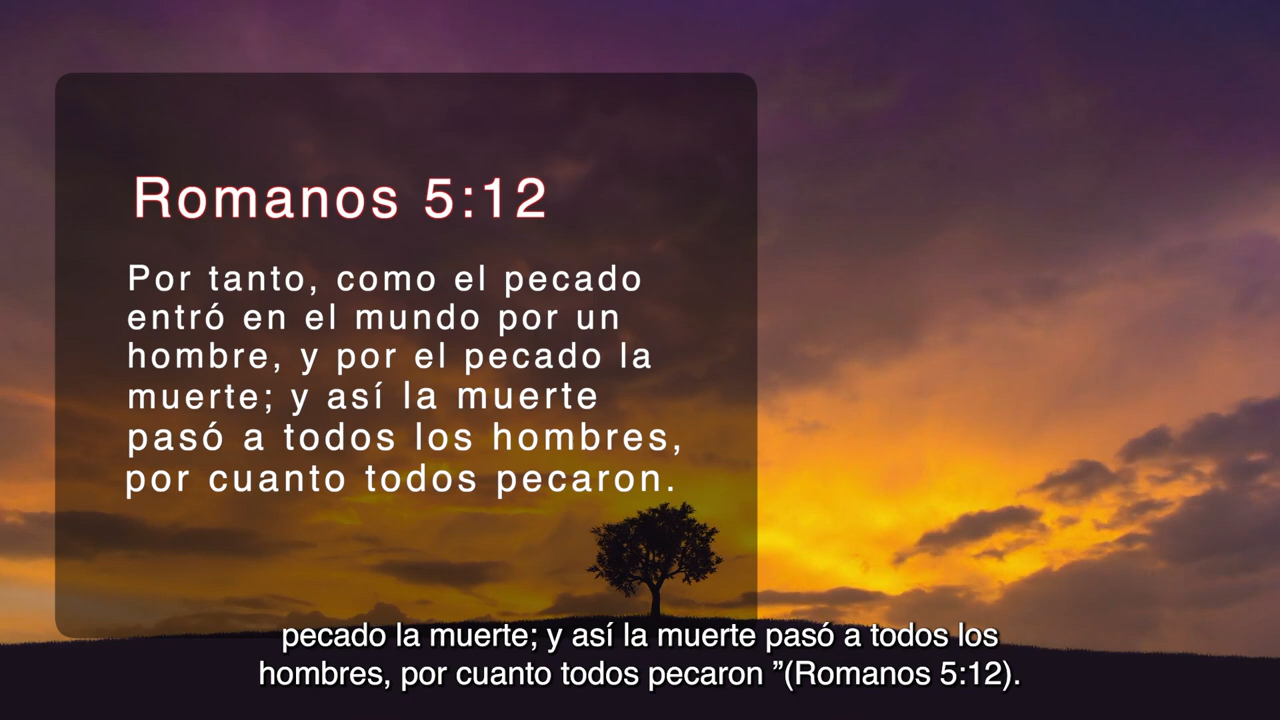 Romanos 5:12
Por tanto, como el pecado
entró en el mundo por un
hombre, y por el pecado la
muerte; y así la muerte
pasó a todos los hombres,
por cuanto todos pecaron.
pecado la muerte; y así la muerte pasó a todos los
hombres, por cuanto todos pecaron ”(Romanos 5:12).